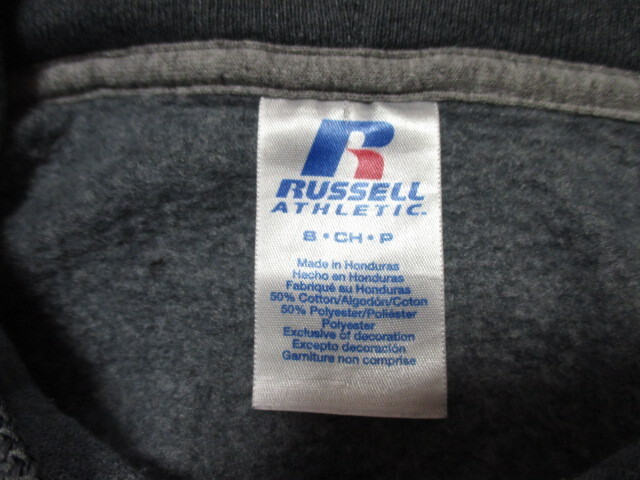 R
RUSSELL
ATHLETIC
S • CH • P
Made in Honduras
Hecho en Honduras
Fabriqué au Honduras
50% Cotton/Algodón/Coton
50% Polyester/Poliéster
Polyester
Exclusive of decoration
Excepto decoración
Garniture non comprise